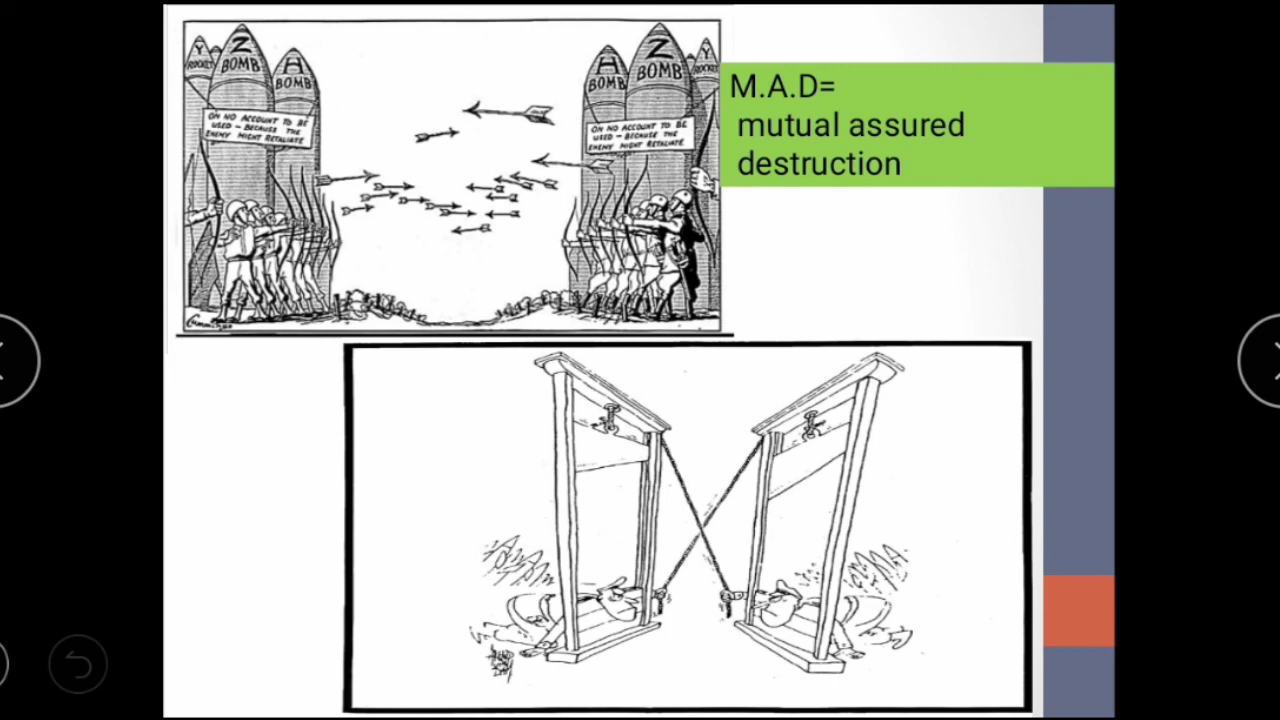 Y
ROCKET
Z
BOMB
H
BOMB
ON NO ACCOUNT TO BE
USED – BECAUSE THE
ENEMY MIGHT RETALIATE
H
BOMB
Z
BOMB
Y
ROCKET
ON NO ACCOUNT TO BE
USED – BECAUSE THE
ENEMY MIGHT RETALIATE
M.A.D=
mutual assured
destruction